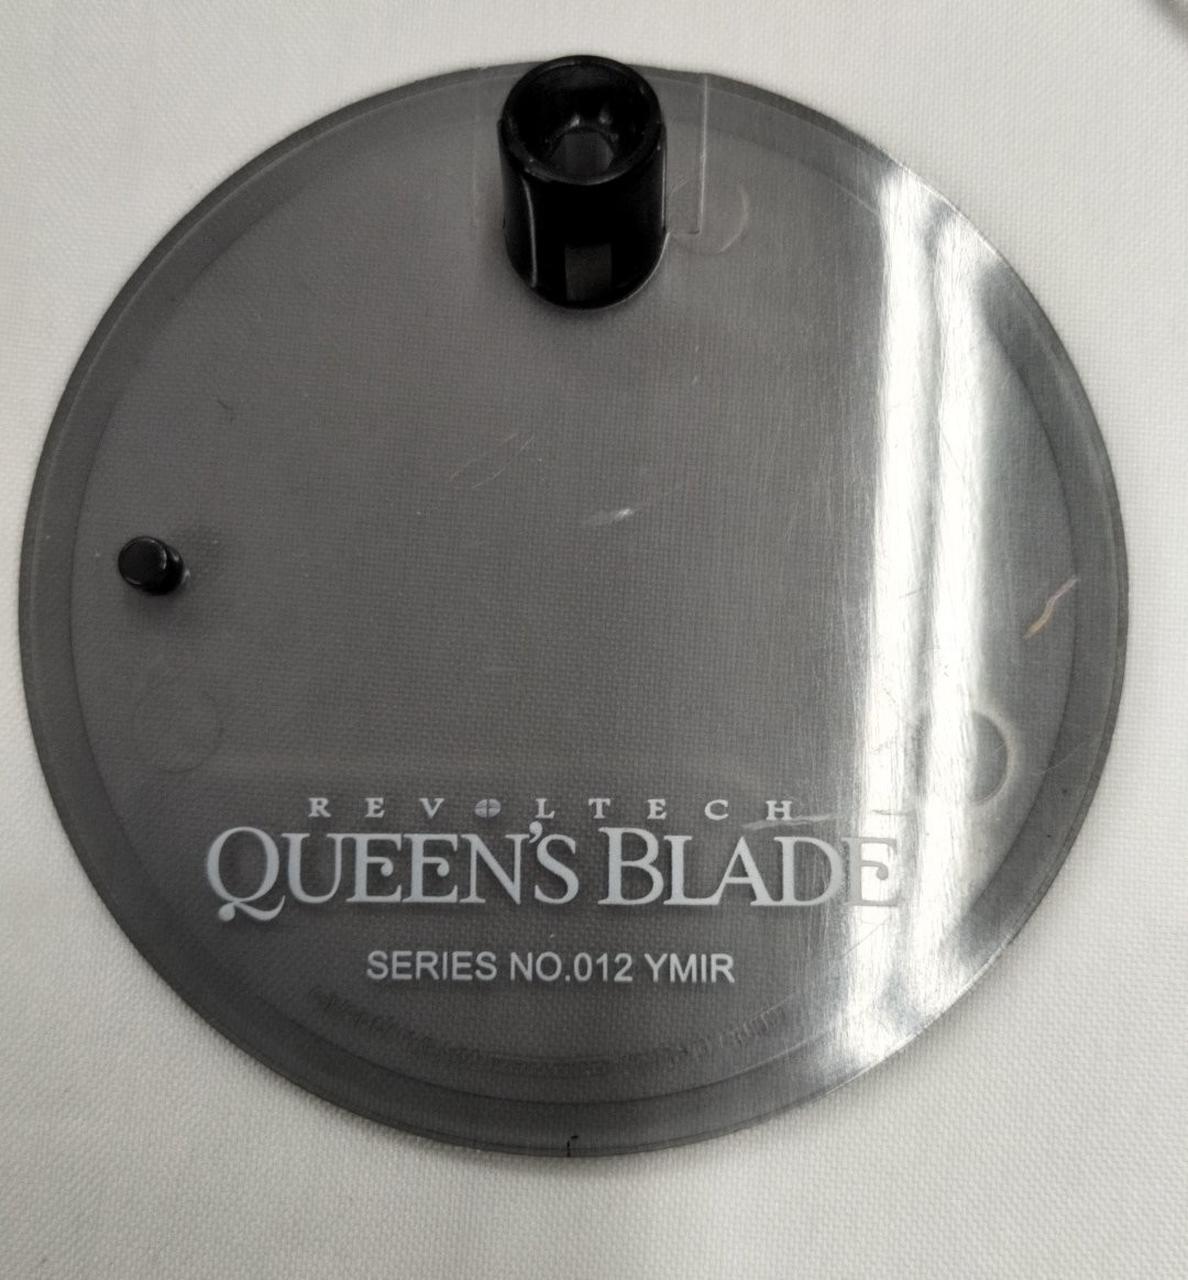 REVOLTECH
QUEEN'S BLADE
SERIES NO.012 YMIR